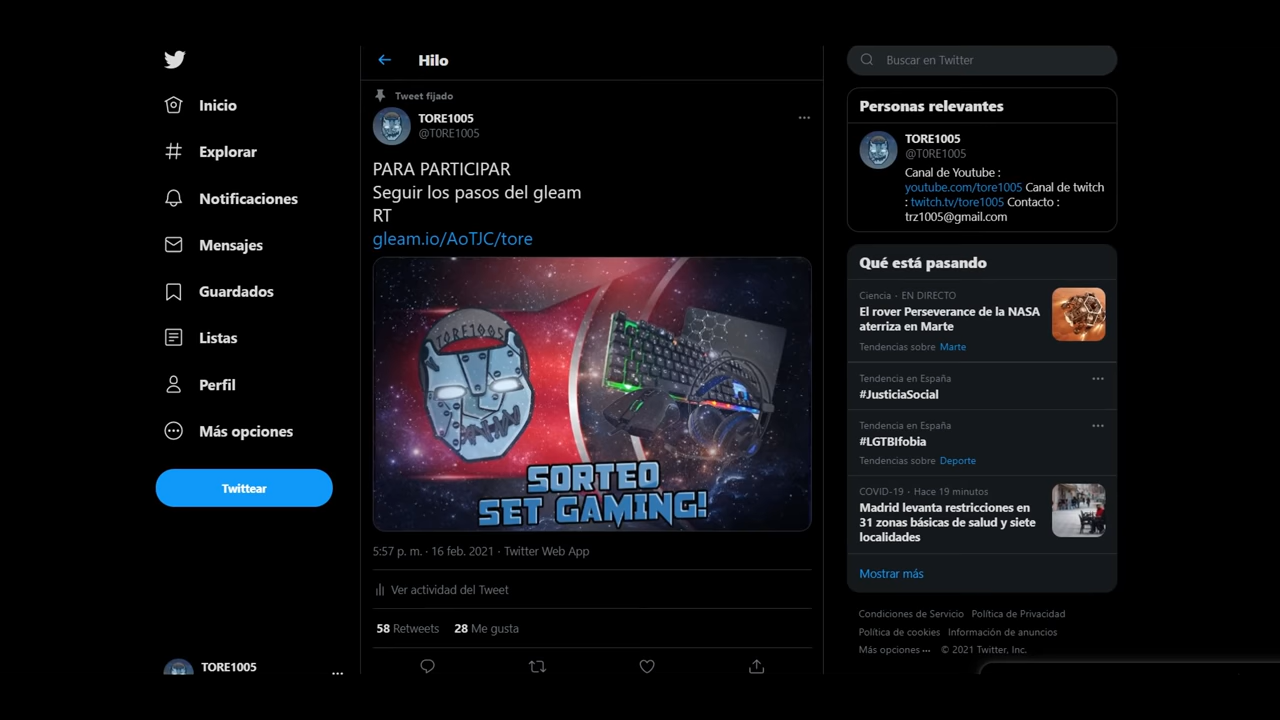 Inicio
Explorar
Notificaciones
Mensajes
Guardados
Listas
Perfil
Más opciones
Twittear
TORE1005
Hilo
Tweet fijado
TORE1005
@T0RE1005
PARA PARTICIPAR
Seguir los pasos del gleam
RT
gleam.io/AoTJC/tore
TORE1005
SORTEO
SET GAMING!
5:57 p. m. · 16 feb. 2021 · Twitter Web App
Ver actividad del Tweet
58 Retweets 28 Me gusta
Buscar en Twitter
Personas relevantes
TORE1005
@T0RE1005
Canal de Youtube :
youtube.com/tore1005 Canal de twitch
: twitch.tv/tore1005 Contacto :
trz1005@gmail.com
Qué está pasando
Ciencia · EN DIRECTO
El rover Perseverance de la NASA
aterriza en Marte
Tendencias sobre Marte
Tendencia en España
#JusticiaSocial
Tendencia en España
#LGTBIfobia
Tendencias sobre Deporte
COVID-19 · Hace 19 minutos
Madrid levanta restricciones en
31 zonas básicas de salud y siete
localidades
Mostrar más
Condiciones de Servicio Política de Privacidad
Política de cookies Información de anuncios
Más opciones ··· © 2021 Twitter, Inc.